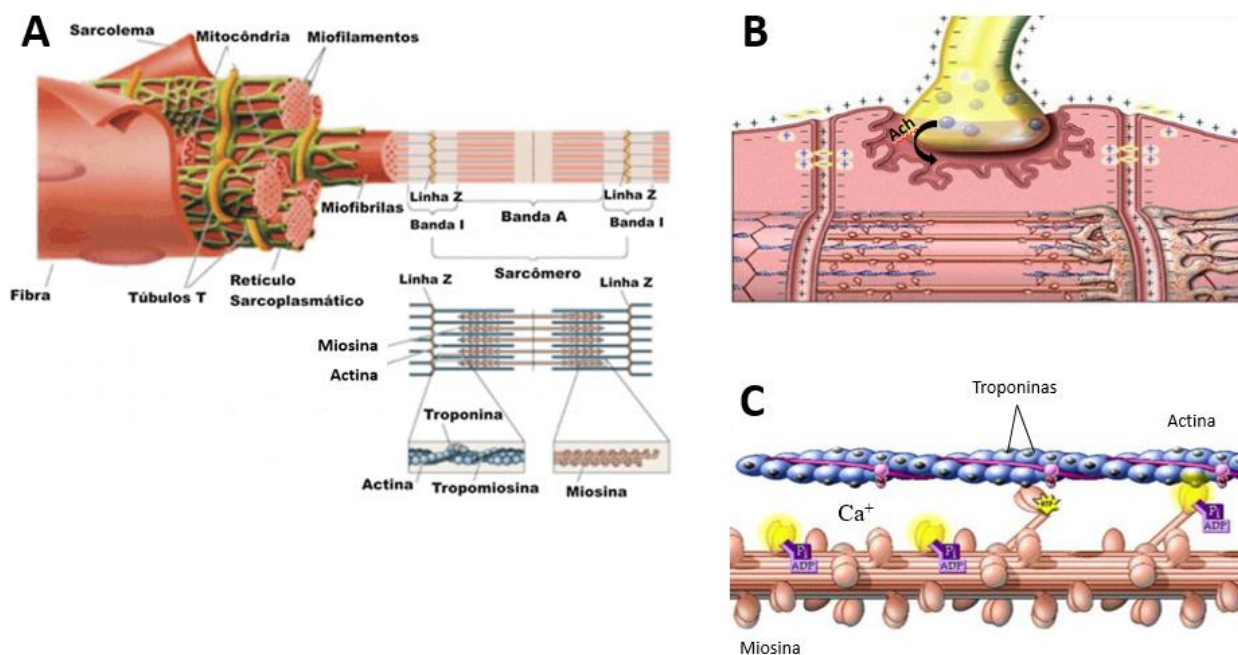 A
Sarcolema
Mitocôndria
Miofilamentos
Linha Z
Linha Z
Miofibrilas
Banda A
Banda I
Banda I
Sarcômero
Fibra
Túbulos T
Retículo
Sarcoplasmático
Linha Z
Linha Z
Miosina
Actina
Troponina
Actina
Tropomiosina
Miosina
B
Ach
C
Troponinas
Actina
Ca+
ATP
Pi
ADP
Pi
ADP
Pi
ADP
Miosina